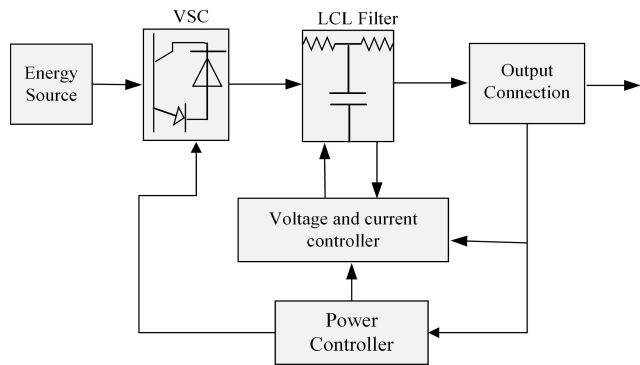 VSC
LCL Filter
Energy
Source
Output
Connection
Voltage and current
controller
Power
Controller